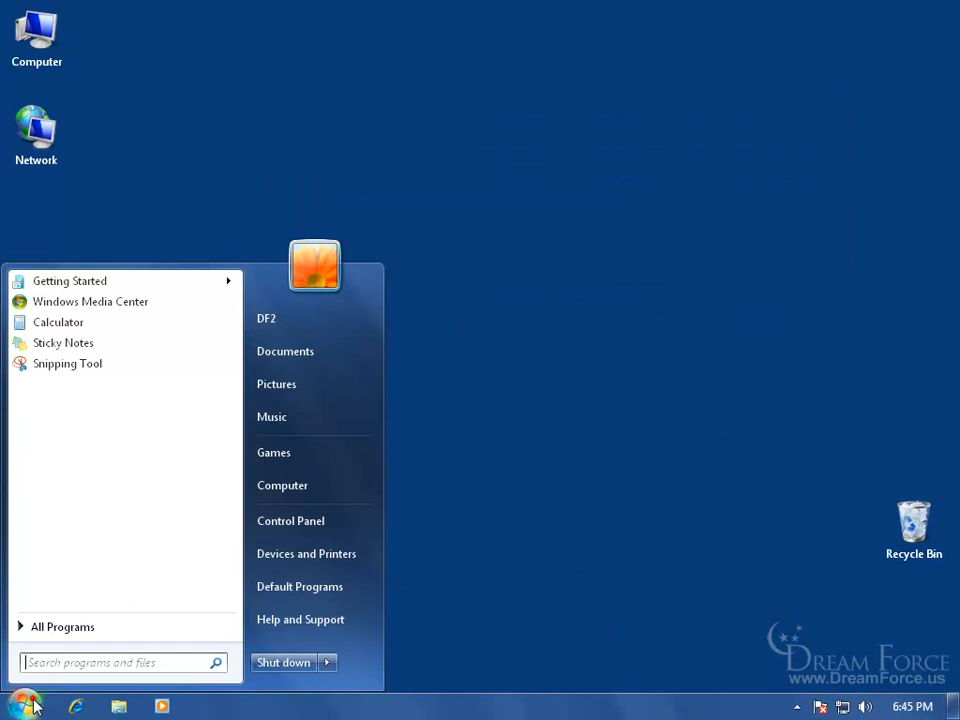 Computer
Network
Getting Started
Windows Media Center
Calculator
Sticky Notes
Snipping Tool
All Programs
Search programs and files
DF2
Documents
Pictures
Music
Games
Computer
Control Panel
Devices and Printers
Default Programs
Help and Support
Shut down
Recycle Bin
DREAM FORCE
www.DreamForce.us
6:45 PM